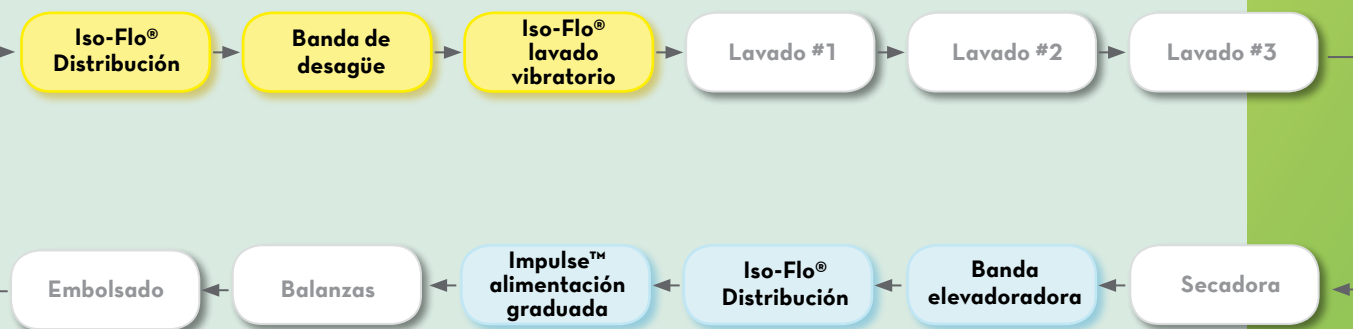 Iso-Flo®
Distribución
Banda de
desagüe
Iso-Flo®
lavado
vibratorio
Lavado #1
Lavado #2
Lavado #3
Embolsado
Balanzas
Impulse™
alimentación
graduada
Iso-Flo®
Distribución
Banda
elevadoradora
Secadora